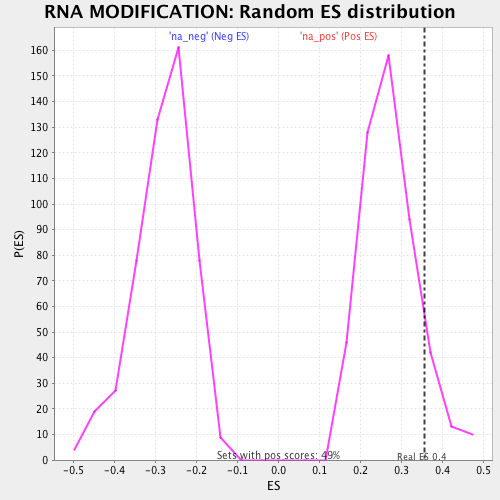 RNA MODIFICATION: Random ES distribution
'na_neg' (Neg ES) 'na_pos' (Pos ES)
160
150
140
130
120
110
100
90
80
70
60
50
40
30
20
10
0
P(ES)
Sets with pos scores: 49%
Real ES 0.4
-0.5 -0.4 -0.3 -0.2 -0.1 0.0 0.1 0.2 0.3 0.4 0.5
ES